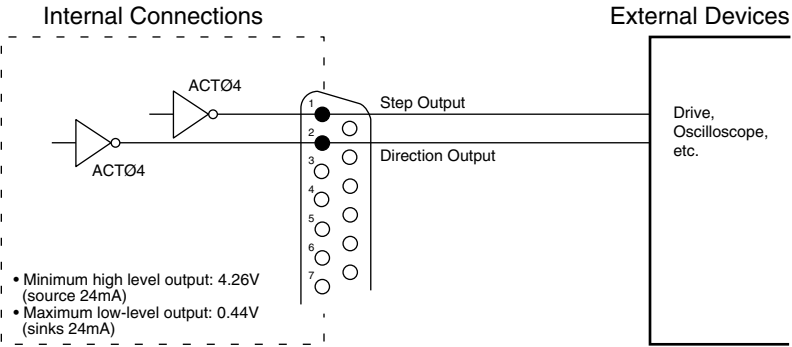 Internal Connections
External Devices
ACTØ4
1
Step Output
Drive,
Oscilloscope,
etc.
2
ACTØ4
Direction Output
3
4
5
6
7
• Minimum high level output: 4.26V
(source 24mA)
• Maximum low-level output: 0.44V
(sinks 24mA)